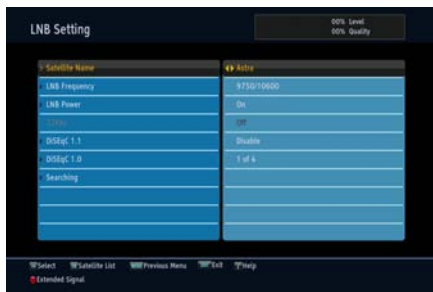 LNB Setting
00% Level
00% Quality
Satellite Name
Astra
LNB Frequency
9750/10600
LNB Power
On
Off
DiSEqC 1.1
Disable
DiSEqC 1.0
1 of 4
Searching
Select Satellite List Previous Menu Exit Help
Extended Signal